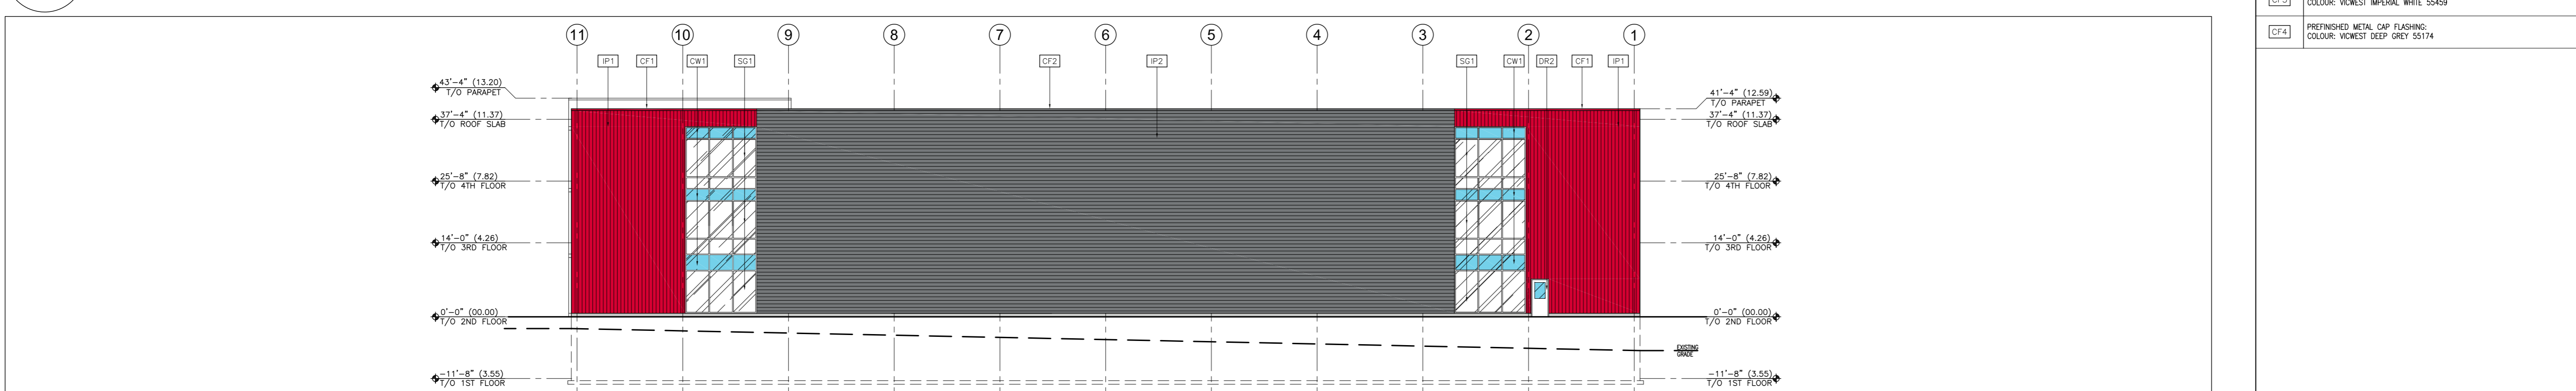 11 10 9 8 7 6 5 4 3 2 1
IP1 CF1 CW1 SG1 CF2 IP2 SG1 CW1 DR2 CF1 IP1
43'-4" (13.20)
T/O PARAPET
37'-4" (11.37)
T/O ROOF SLAB
25'-8" (7.82)
T/O 4TH FLOOR
14'-0" (4.26)
T/O 3RD FLOOR
0'-0" (00.00)
T/O 2ND FLOOR
-11'-8" (3.55)
T/O 1ST FLOOR
41'-4" (12.59)
T/O PARAPET
37'-4" (11.37)
T/O ROOF SLAB
25'-8" (7.82)
T/O 4TH FLOOR
14'-0" (4.26)
T/O 3RD FLOOR
0'-0" (00.00)
T/O 2ND FLOOR
EXISTING
GRADE
-11'-8" (3.55)
T/O 1ST FLOOR
COLOUR: VICWEST IMPERIAL WHITE 55459
CF4
PREFINISHED METAL CAP FLASHING:
COLOUR: VICWEST DEEP GREY 55174